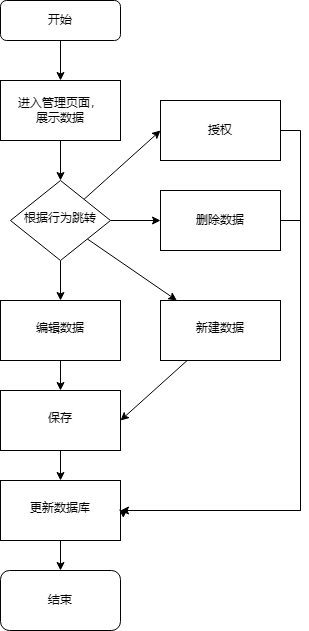 开始
进入管理页面，
展示数据
授权
根据行为跳转
删除数据
编辑数据
新建数据
保存
更新数据库
结束